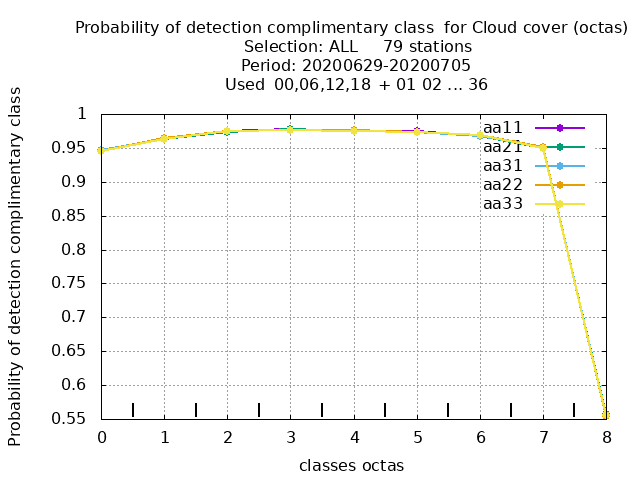 Probability of detection complimentary class  for Cloud cover (octas)
Selection: ALL     79 stations
Period: 20200629-20200705
Used  00,06,12,18 + 01 02 ... 36
Probability of detection complimentary class
1
0.95
0.9
0.85
0.8
0.75
0.7
0.65
0.6
0.55
aa11
aa21
aa31
aa22
aa33
0 1 2 3 4 5 6 7 8
classes octas